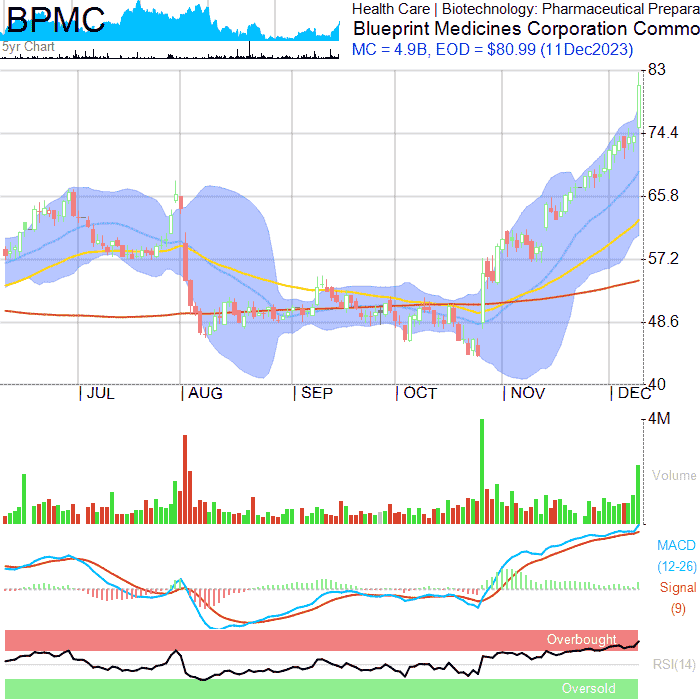 BPMC
5yr Chart
Health Care | Biotechnology: Pharmaceutical Prepara
Blueprint Medicines Corporation Commo
MC = 4.9B, EOD = $80.99 (11Dec2023)
83
74.4
65.8
57.2
48.6
40
JUL
AUG
SEP
OCT
NOV
DEC
4M
Volume
MACD
(12-26)
Signal
(9)
Overbought
RSI(14)
Oversold